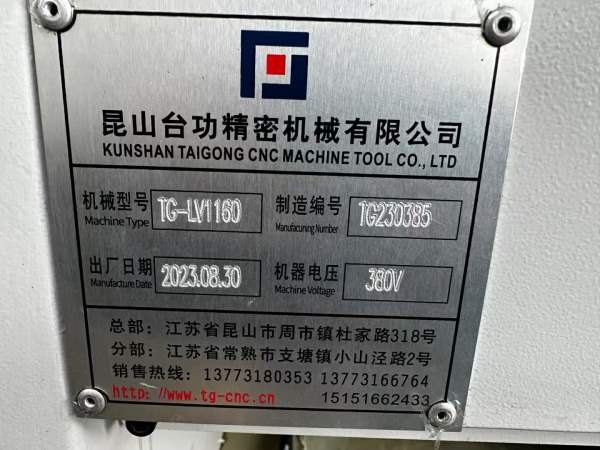 昆山台功精密机械有限公司
KUNSHAN TAIGONG CNC MACHINE TOOL CO., LTD
机械型号 TG-LV1160 制造编号 TG230385
Machine Type Manufacturing Number
出厂日期 2023.08.30 机器电压 380V
Manufacture Date Machine Voltage
总部：江苏省昆山市周市镇杜家路318号
分部：江苏省常熟市支塘镇小山泾路2号
销售热线：13773180353 13773166764
http://www.tg-cnc.cn 15151662433